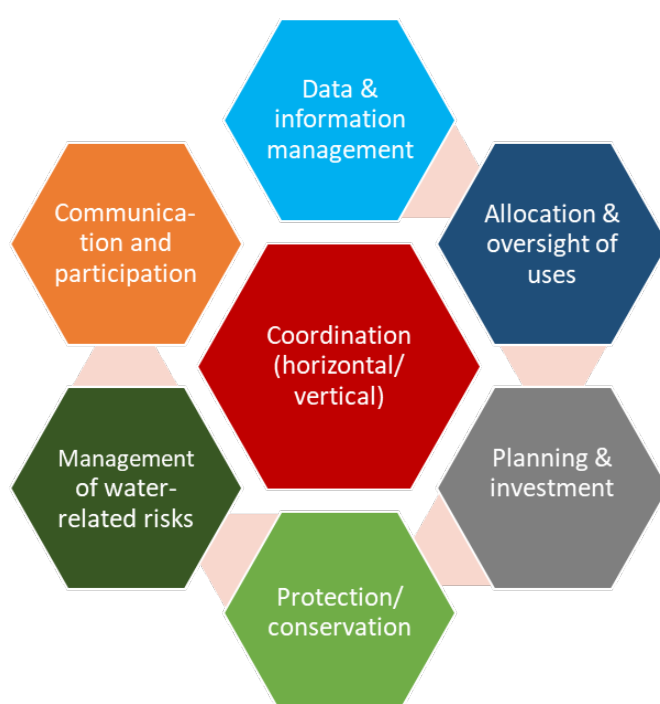 Data &
information
management
Communica-
tion and
participation
Allocation &
oversight of
uses
Coordination
(horizontal/
vertical)
Management
of water-
related risks
Planning &
investment
Protection/
conservation